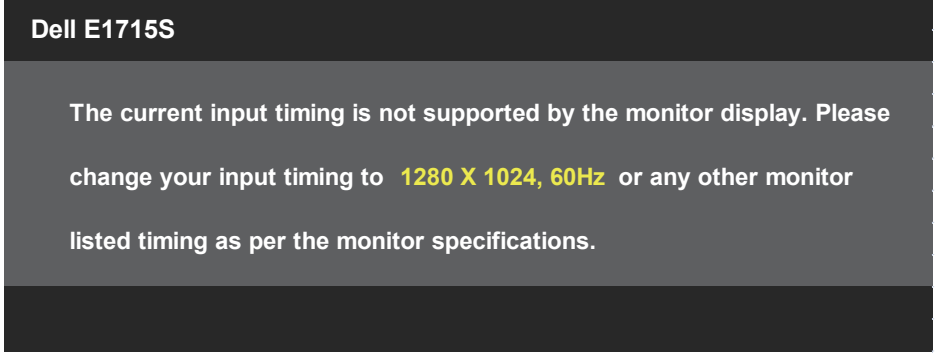 Dell E1715S
The current input timing is not supported by the monitor display. Please
change your input timing to 1280 X 1024, 60Hz or any other monitor
listed timing as per the monitor specifications.